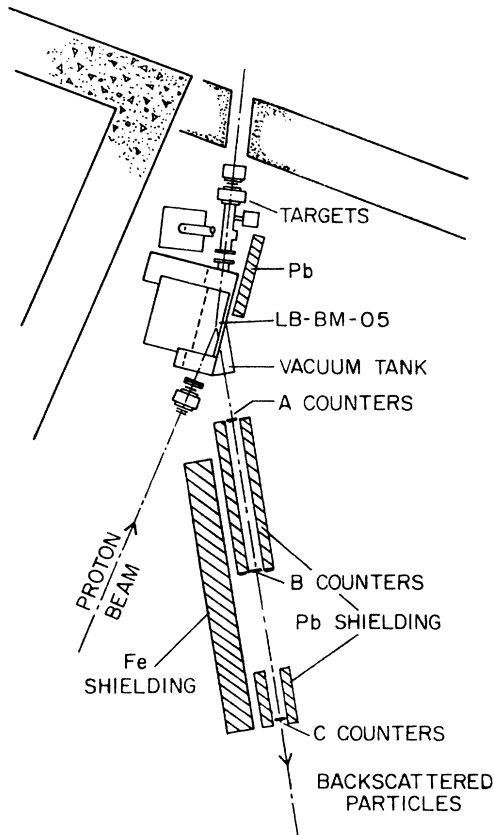 TARGETS
Pb
LB-BM-05
VACUUM TANK
A COUNTERS
PROTON
BEAM
B COUNTERS
Pb SHIELDING
Fe
SHIELDING
C COUNTERS
BACKSCATTERED
PARTICLES